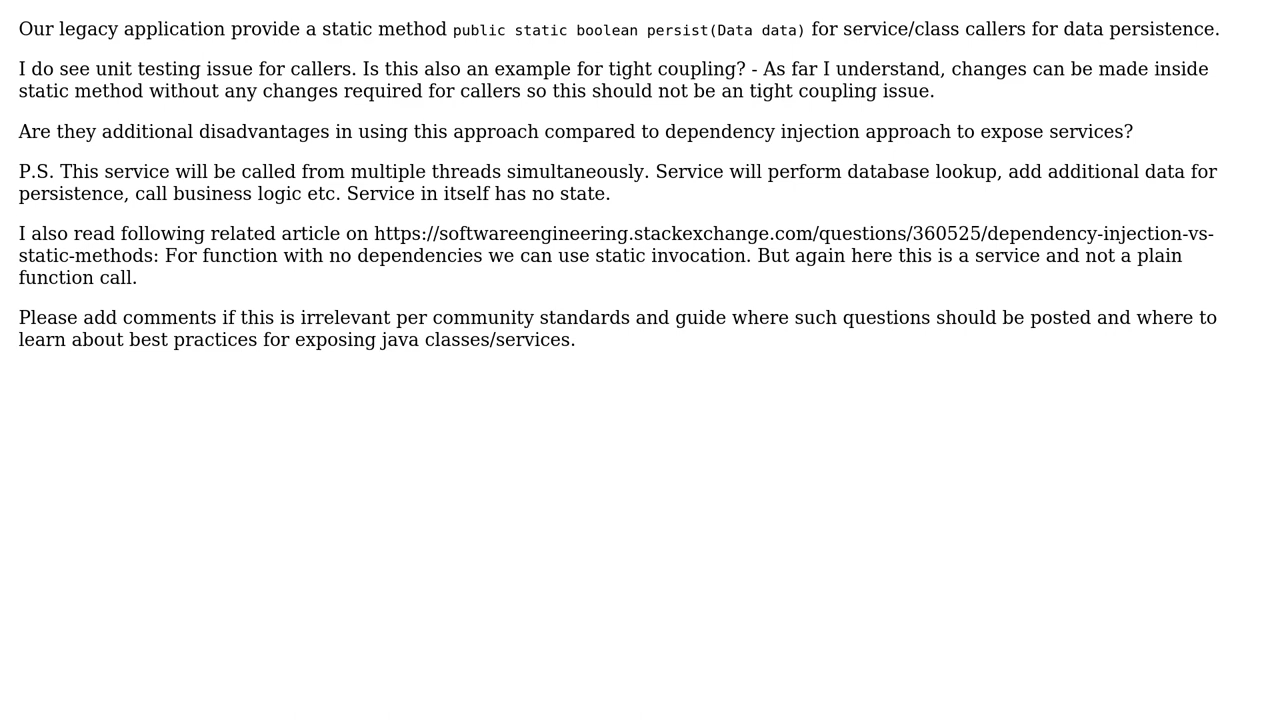 Our legacy application provide a static method public static boolean persist(Data data) for service/class callers for data persistence.
I do see unit testing issue for callers. Is this also an example for tight coupling? - As far I understand, changes can be made inside
static method without any changes required for callers so this should not be an tight coupling issue.
Are they additional disadvantages in using this approach compared to dependency injection approach to expose services?
P.S. This service will be called from multiple threads simultaneously. Service will perform database lookup, add additional data for
persistence, call business logic etc. Service in itself has no state.
I also read following related article on https://softwareengineering.stackexchange.com/questions/360525/dependency-injection-vs-
static-methods: For function with no dependencies we can use static invocation. But again here this is a service and not a plain
function call.
Please add comments if this is irrelevant per community standards and guide where such questions should be posted and where to
learn about best practices for exposing java classes/services.